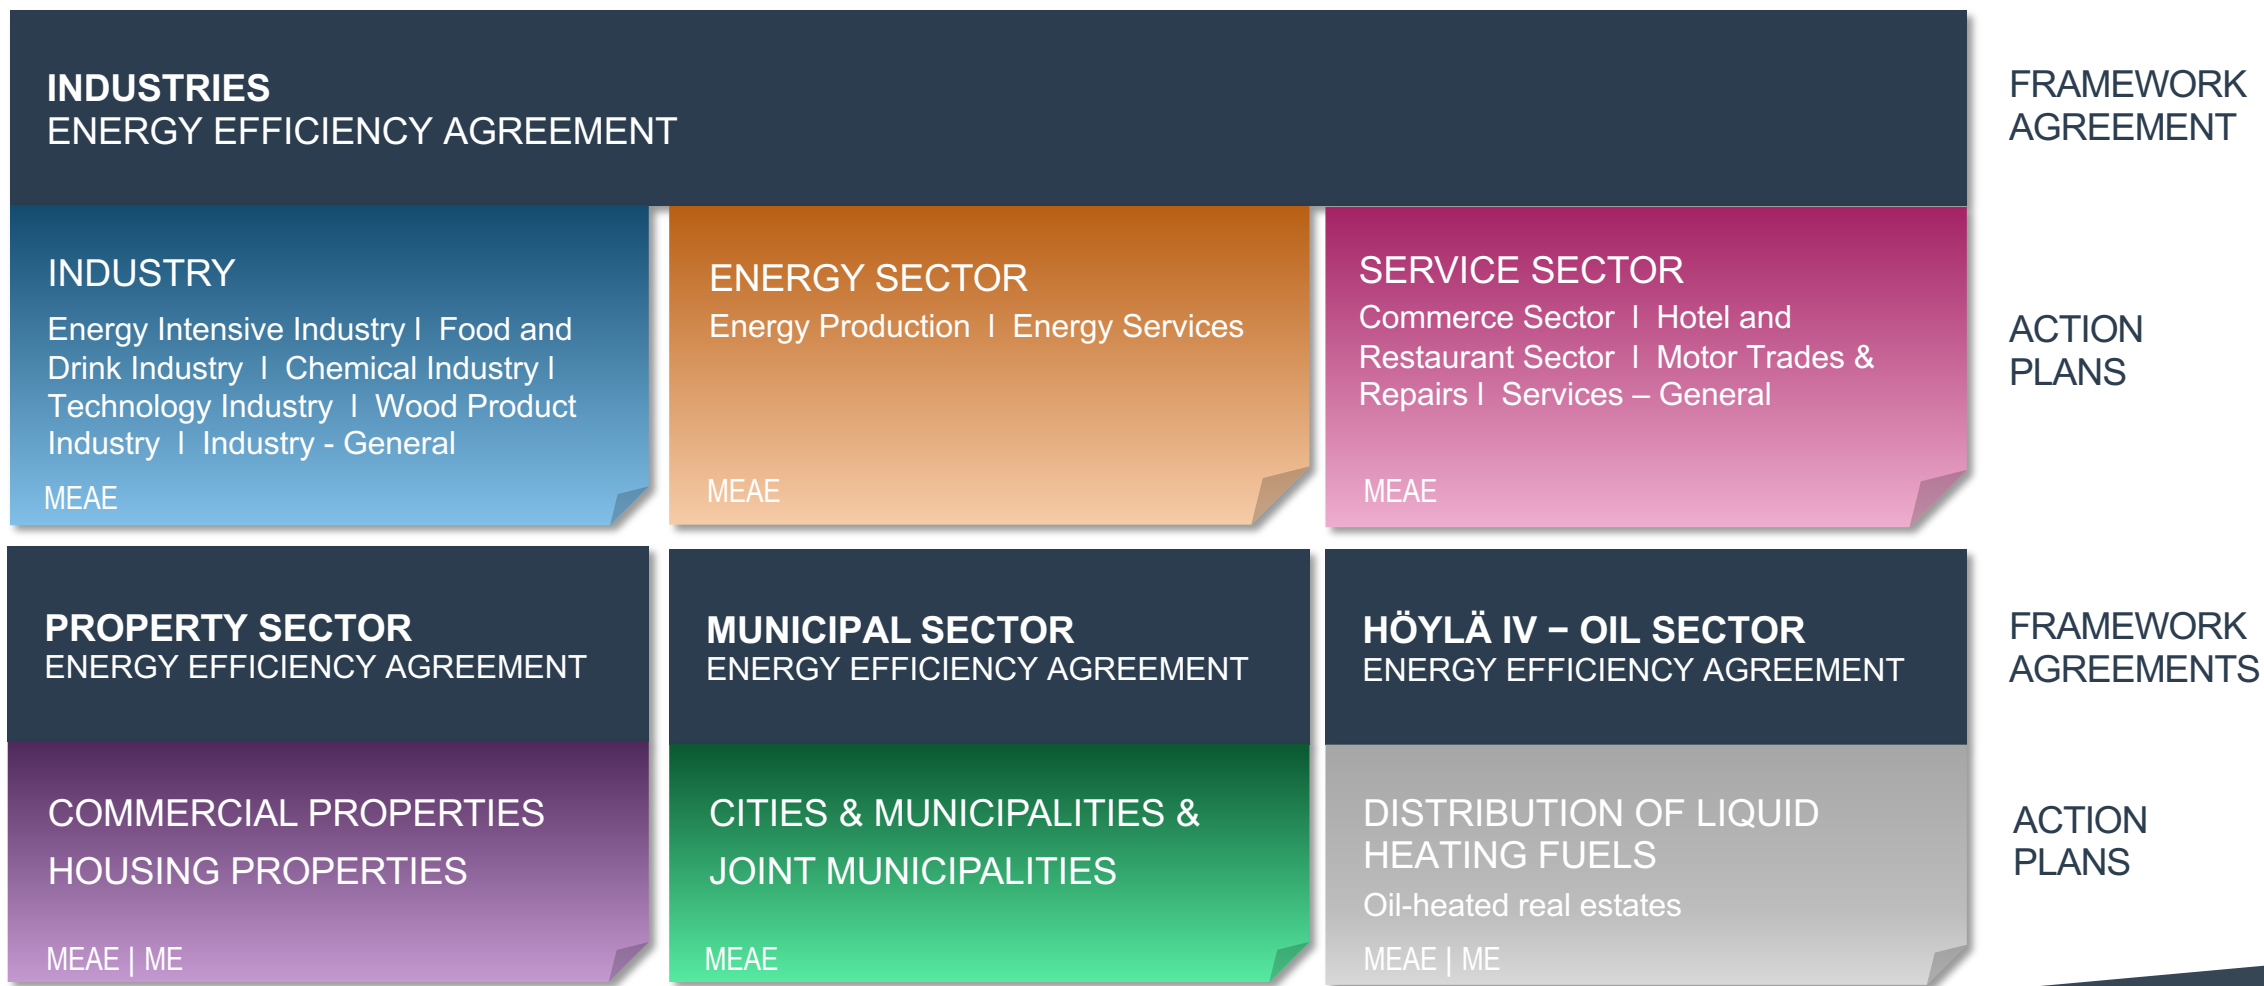 INDUSTRIES
ENERGY EFFICIENCY AGREEMENT
FRAMEWORK
AGREEMENT
INDUSTRY
Energy Intensive Industry l Food and
Drink Industry l Chemical Industry l
Technology Industry l Wood Product
Industry l Industry - General
MEAE
ENERGY SECTOR
Energy Production l Energy Services
MEAE
SERVICE SECTOR
Commerce Sector l Hotel and
Restaurant Sector l Motor Trades &
Repairs l Services – General
MEAE
ACTION
PLANS
PROPERTY SECTOR
ENERGY EFFICIENCY AGREEMENT
MUNICIPAL SECTOR
ENERGY EFFICIENCY AGREEMENT
HÖYLÄ IV – OIL SECTOR
ENERGY EFFICIENCY AGREEMENT
FRAMEWORK
AGREEMENTS
COMMERCIAL PROPERTIES
HOUSING PROPERTIES
MEAE | ME
CITIES & MUNICIPALITIES &
JOINT MUNICIPALITIES
MEAE
DISTRIBUTION OF LIQUID
HEATING FUELS
Oil-heated real estates
MEAE | ME
ACTION
PLANS